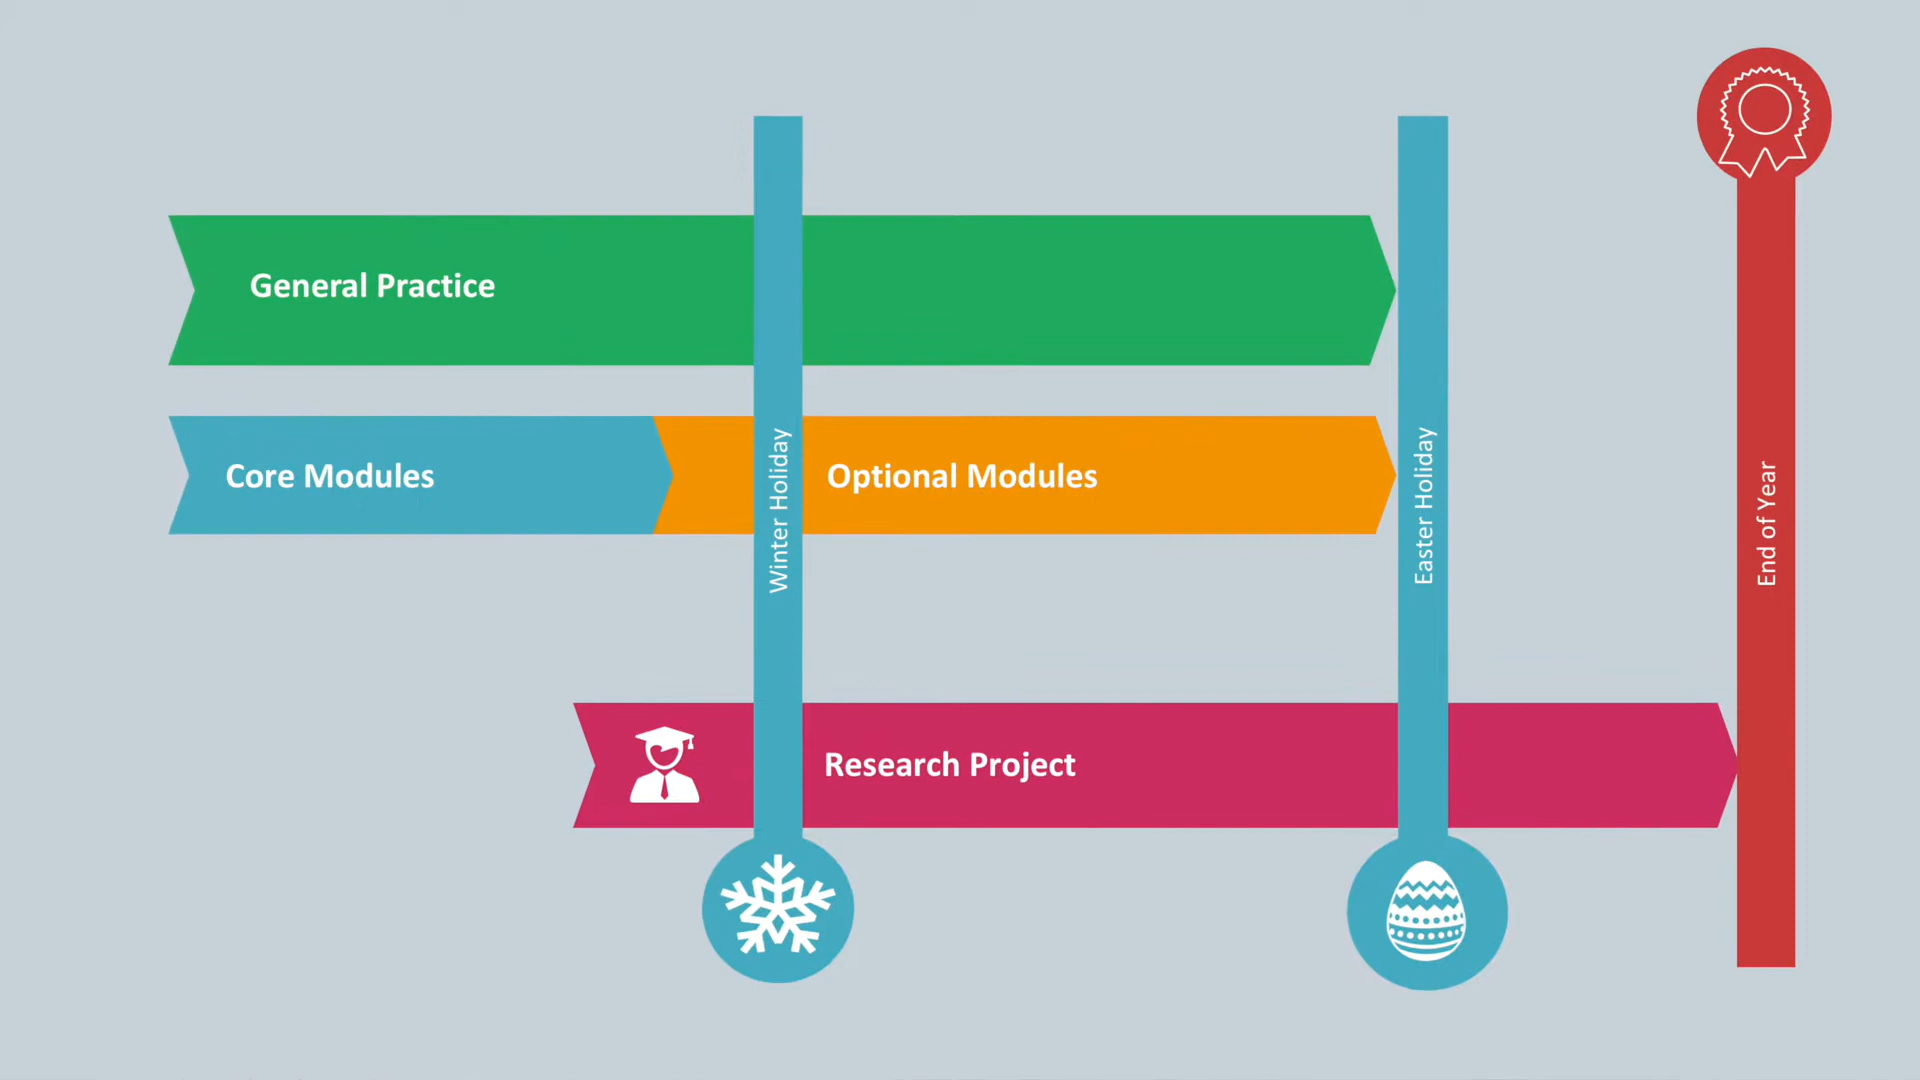 General Practice
Core Modules
Optional Modules
Winter Holiday
Easter Holiday
End of Year
Research Project